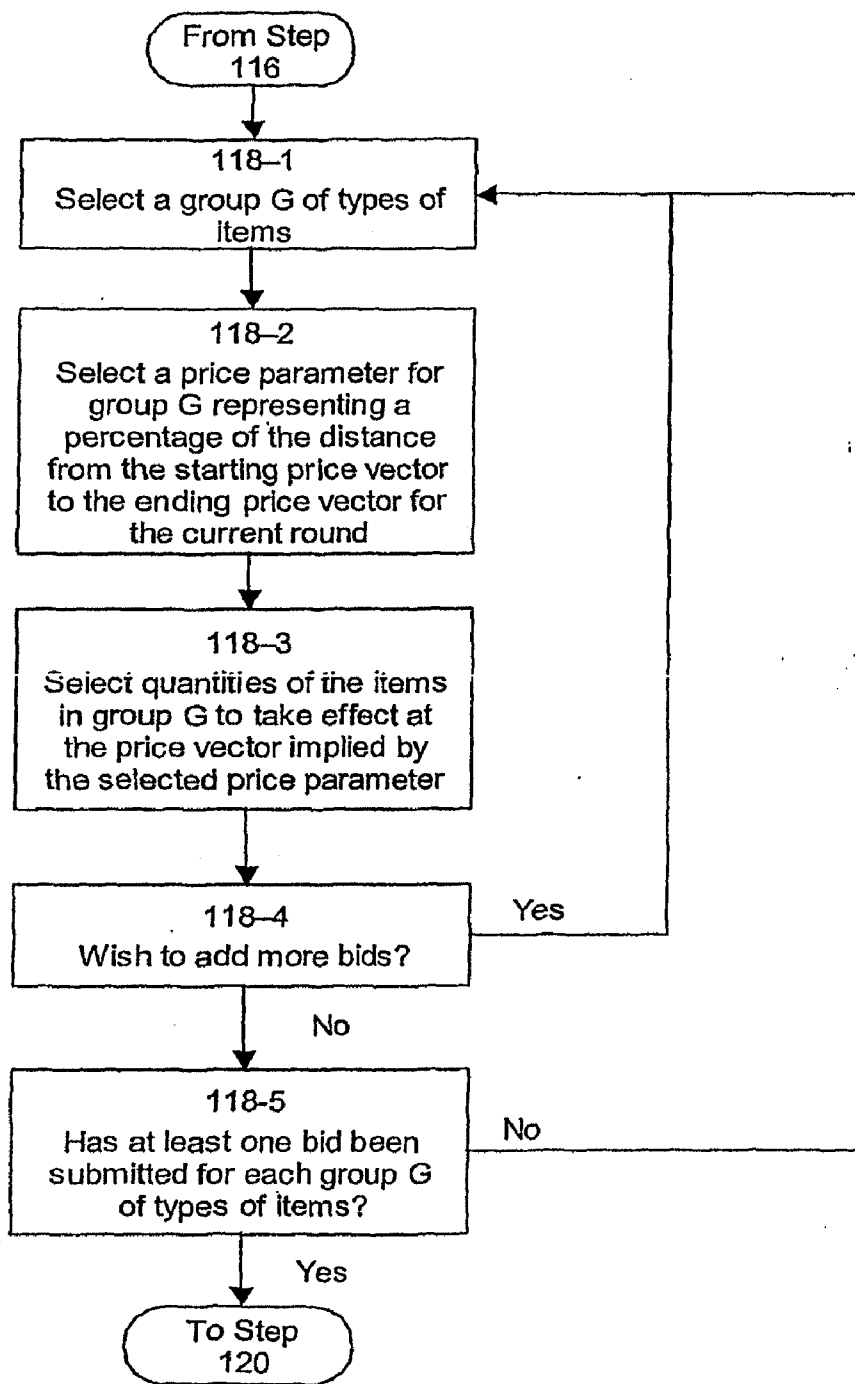 From Step
116
118–1
Select a group G of types of
items
118–2
Select a price parameter for
group G representing a
percentage of the distance
from the starting price vector
to the ending price vector for
the current round
118–3
Select quantities of the items
in group G to take effect at
the price vector implied by
the selected price parameter
118–4
Wish to add more bids?
Yes
No
118-5
Has at least one bid been
submitted for each group G
of types of items?
No
Yes
To Step
120